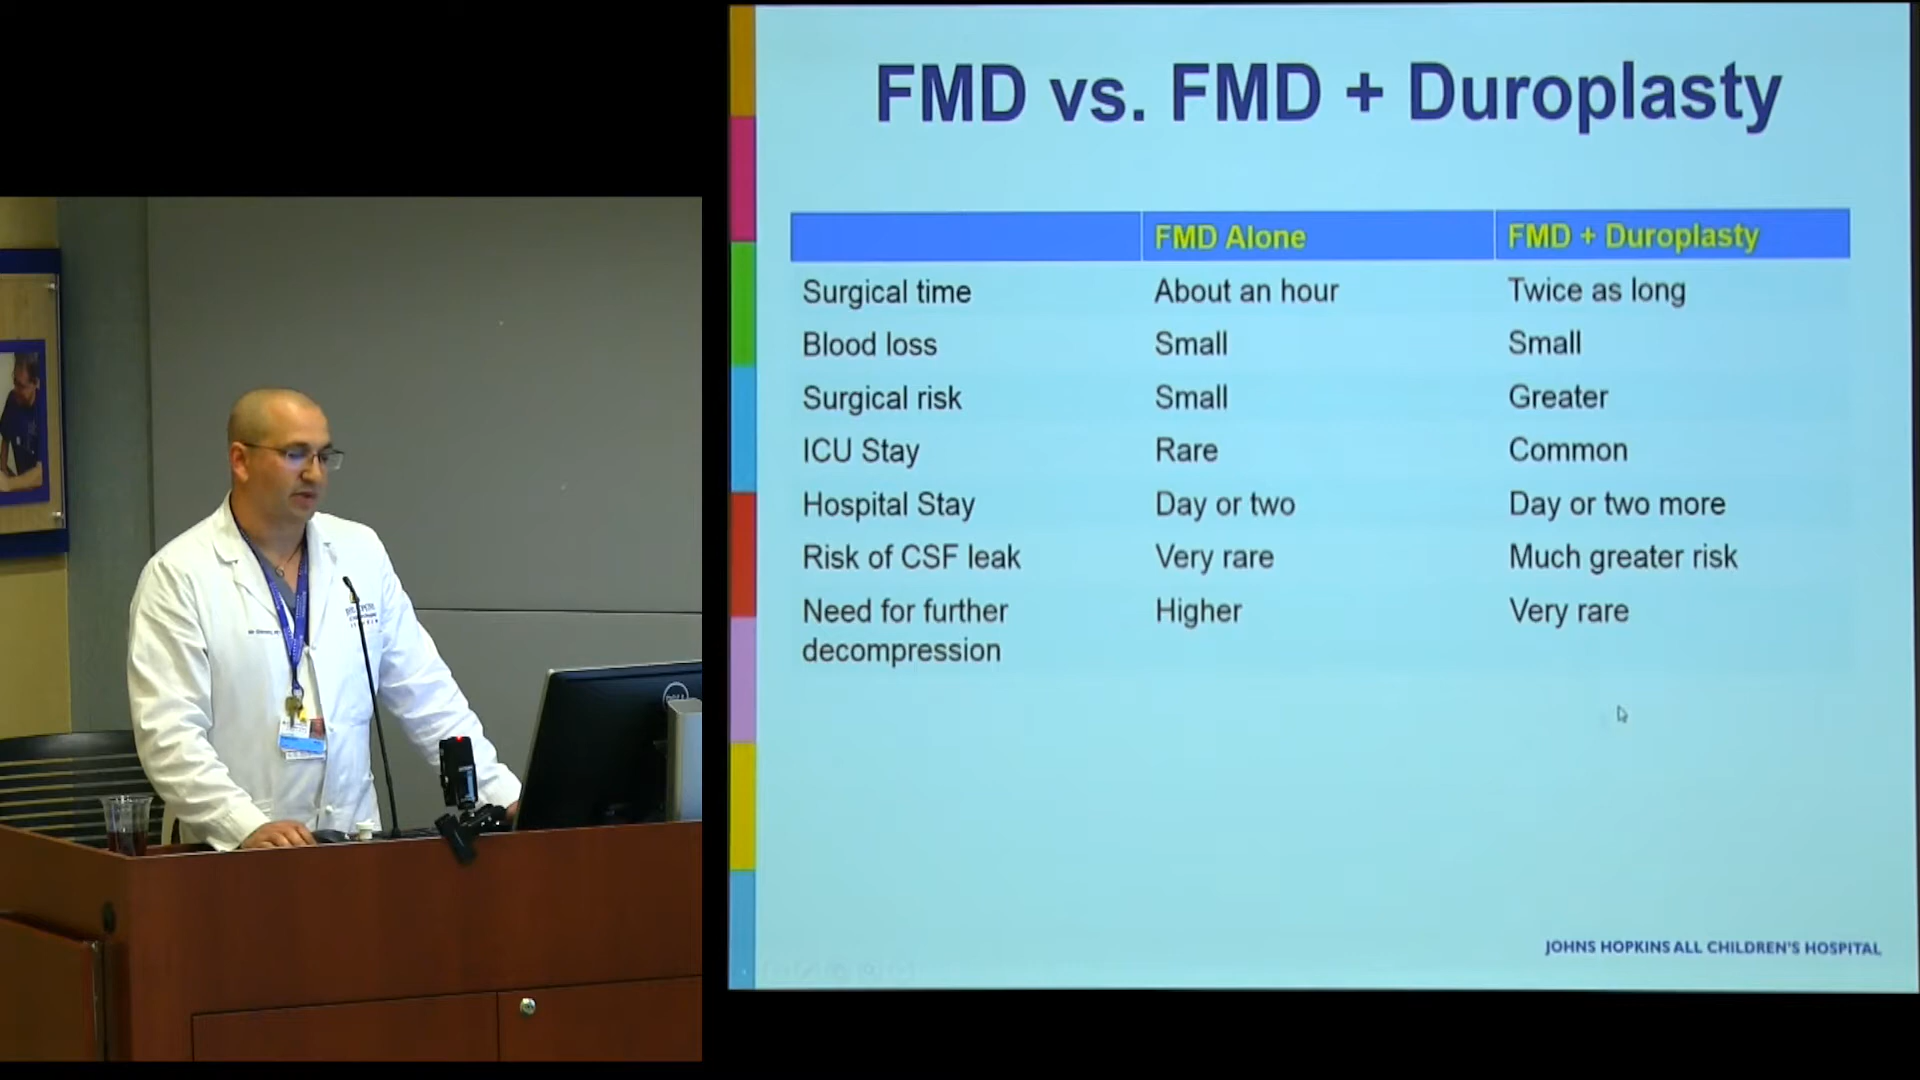 FMD vs. FMD + Duroplasty
FMD Alone FMD + Duroplasty
Surgical time About an hour Twice as long
Blood loss Small Small
Surgical risk Small Greater
ICU Stay Rare Common
Hospital Stay Day or two Day or two more
Risk of CSF leak Very rare Much greater risk
Need for further Higher Very rare
decompression
JOHNS HOPKINS ALL CHILDREN'S HOSPITAL
DELL